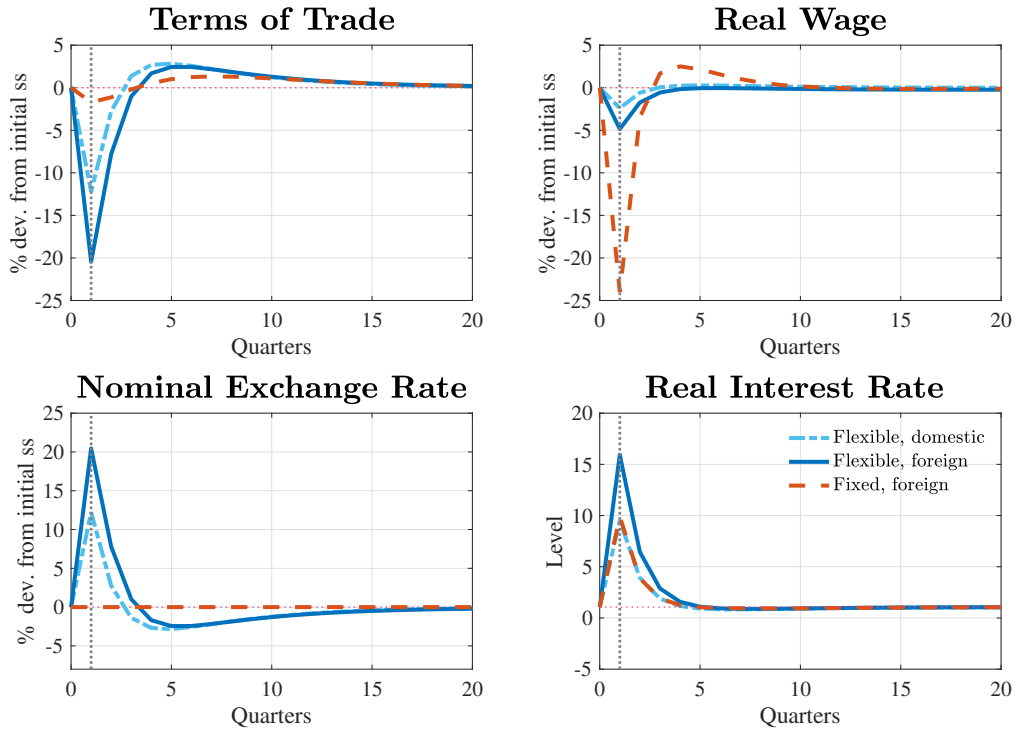 Terms of Trade
% dev. from initial ss
5
0
-5
-10
-15
-20
-25
0 5 10 15 20
Quarters
Real Wage
% dev. from initial ss
5
0
-5
-10
-15
-20
-25
0 5 10 15 20
Quarters
Nominal Exchange Rate
% dev. from initial ss
25
20
15
10
5
0
-5
0 5 10 15 20
Quarters
Real Interest Rate
Level
20
15
10
5
0
-5
Flexible, domestic
Flexible, foreign
Fixed, foreign
0 5 10 15 20
Quarters